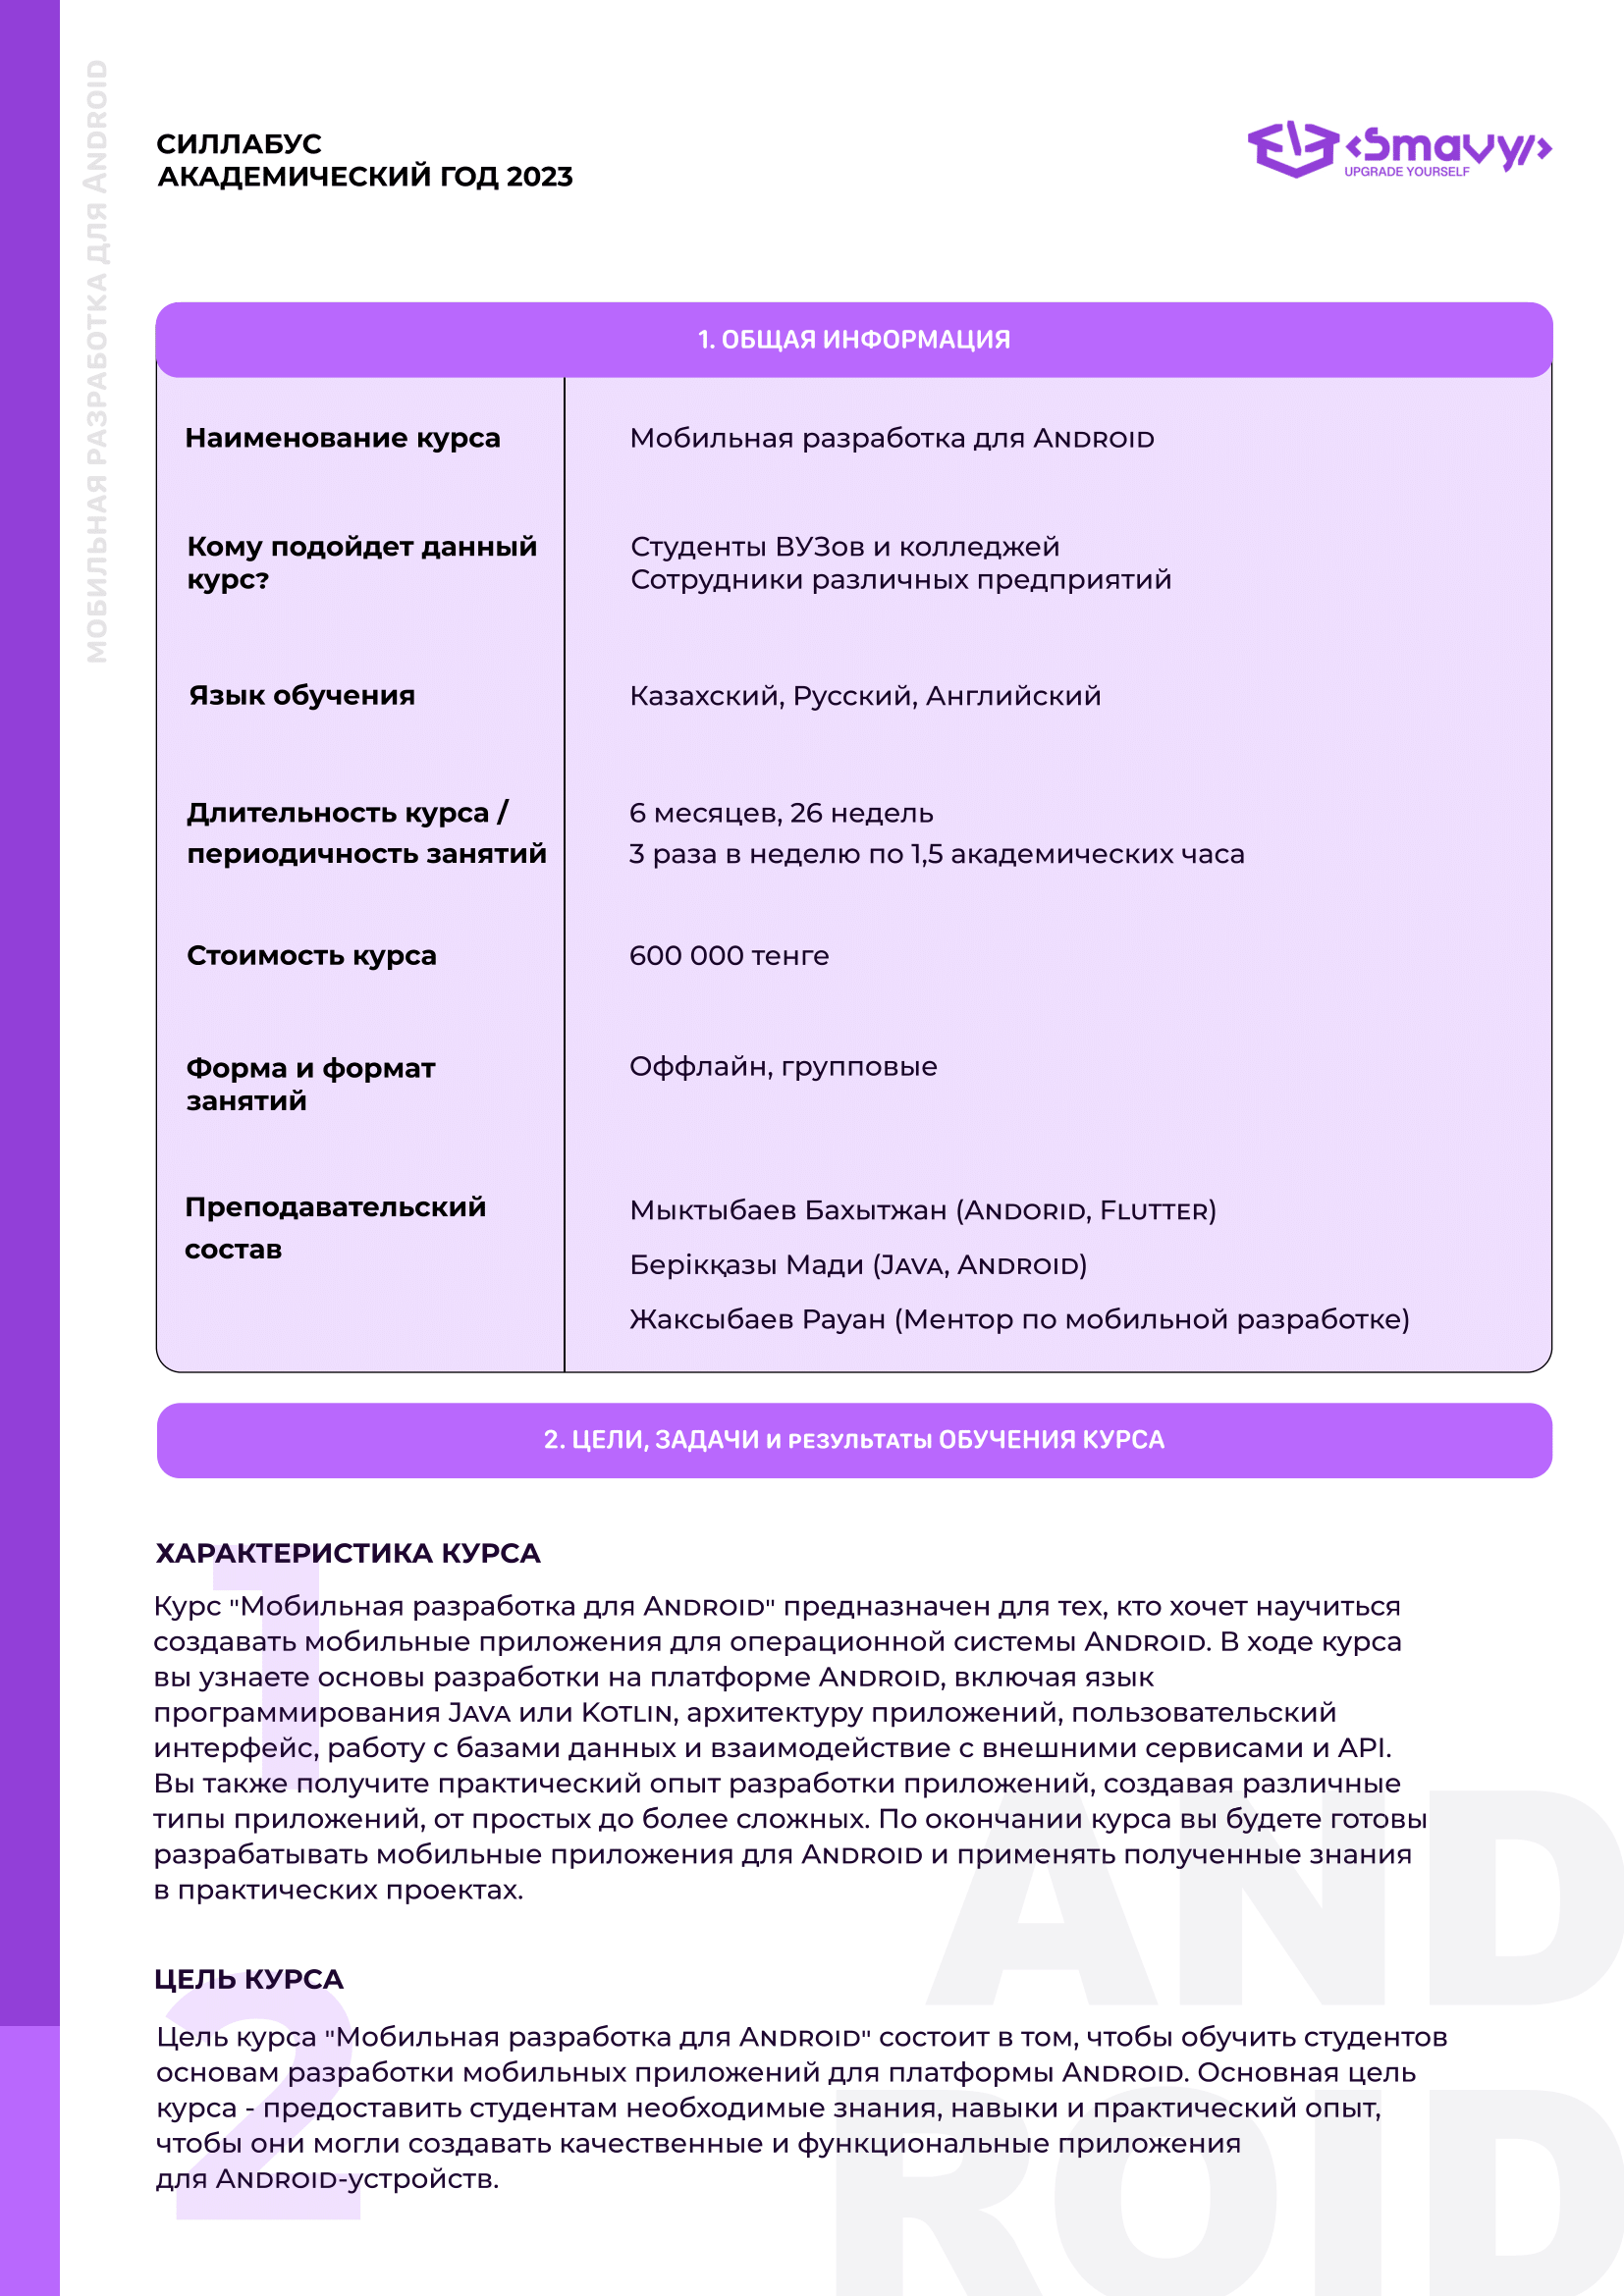 МОБИЛЬНАЯ РАЗРАБОТКА ДЛЯ ANDROID
СИЛЛАБУС
АКАДЕМИЧЕСКИЙ ГОД 2023
<Smavy/>
UPGRADE YOURSELF
1. ОБЩАЯ ИНФОРМАЦИЯ
Наименование курса
Мобильная разработка для Android
Кому подойдет данный
курс?
Студенты ВУЗов и колледжей
Сотрудники различных предприятий
Язык обучения
Казахский, Русский, Английский
Длительность курса /
периодичность занятий
6 месяцев, 26 недель
3 раза в неделю по 1,5 академических часа
Стоимость курса
600 000 тенге
Форма и формат
занятий
Оффлайн, групповые
Преподавательский
состав
Мыктыбаев Бахытжан (Andorid, Flutter)
Беріққазы Мади (Java, Android)
Жаксыбаев Рауан (Ментор по мобильной разработке)
2. ЦЕЛИ, ЗАДАЧИ и результаты ОБУЧЕНИЯ КУРСА
1
ХАРАКТЕРИСТИКА КУРСА
Курс "Мобильная разработка для Android" предназначен для тех, кто хочет научиться
создавать мобильные приложения для операционной системы Android. В ходе курса
вы узнаете основы разработки на платформе Android, включая язык
программирования Java или Kotlin, архитектуру приложений, пользовательский
интерфейс, работу с базами данных и взаимодействие с внешними сервисами и API.
Вы также получите практический опыт разработки приложений, создавая различные
типы приложений, от простых до более сложных. По окончании курса вы будете готовы
разрабатывать мобильные приложения для Android и применять полученные знания
в практических проектах.
2
ЦЕЛЬ КУРСА
Цель курса "Мобильная разработка для Android" состоит в том, чтобы обучить студентов
основам разработки мобильных приложений для платформы Android. Основная цель
курса - предоставить студентам необходимые знания, навыки и практический опыт,
чтобы они могли создавать качественные и функциональные приложения
для Android-устройств.
AND
ROID